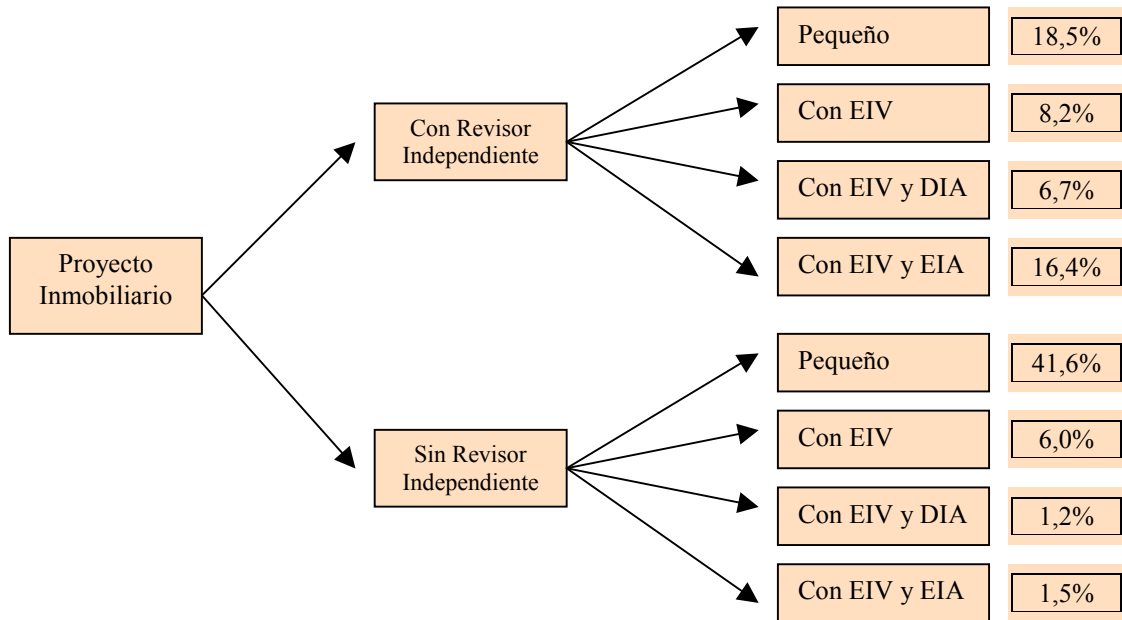 Proyecto
Inmobiliario
Con Revisor
Independiente
Pequeño 18,5%
Con EIV 8,2%
Con EIV y DIA 6,7%
Con EIV y EIA 16,4%
Sin Revisor
Independiente
Pequeño 41,6%
Con EIV 6,0%
Con EIV y DIA 1,2%
Con EIV y EIA 1,5%